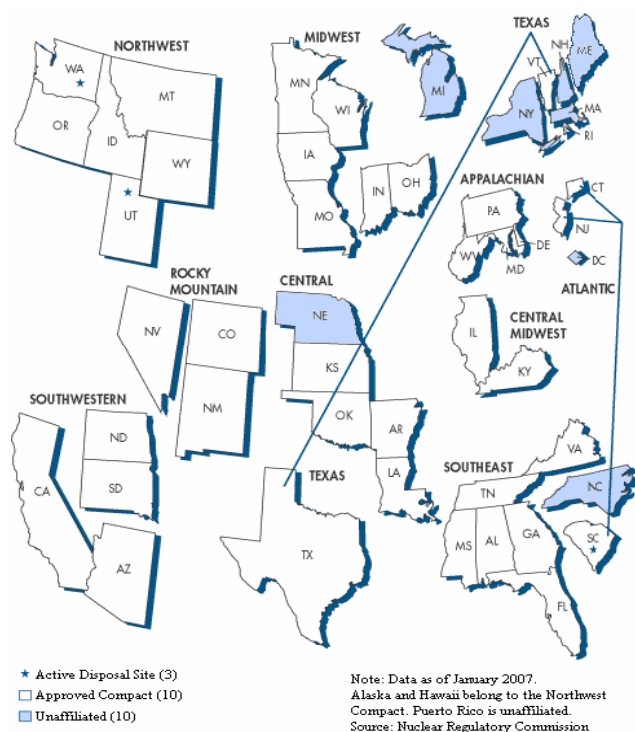 NORTHWEST
WA
MT
OR
ID
WY
UT
MIDWEST
MN
WI
MI
IA
MO
IN
OH
TEXAS
NH
ME
VT
NY
MA
RI
APPALACHIAN
PA
WV
MD
DE
CT
NJ
DC
ATLANTIC
ROCKY
MOUNTAIN
NV
CO
NM
CENTRAL
NE
KS
OK
AR
LA
CENTRAL
MIDWEST
IL
KY
SOUTHWESTERN
ND
SD
CA
AZ
TEXAS
TX
SOUTHEAST
VA
TN
NC
SC
MS
AL
GA
FL
Active Disposal Site (3)
Approved Compact (10)
Unaffiliated (10)
Note: Data as of January 2007.
Alaska and Hawaii belong to the Northwest
Compact. Puerto Rico is unaffiliated.
Source: Nuclear Regulatory Commission